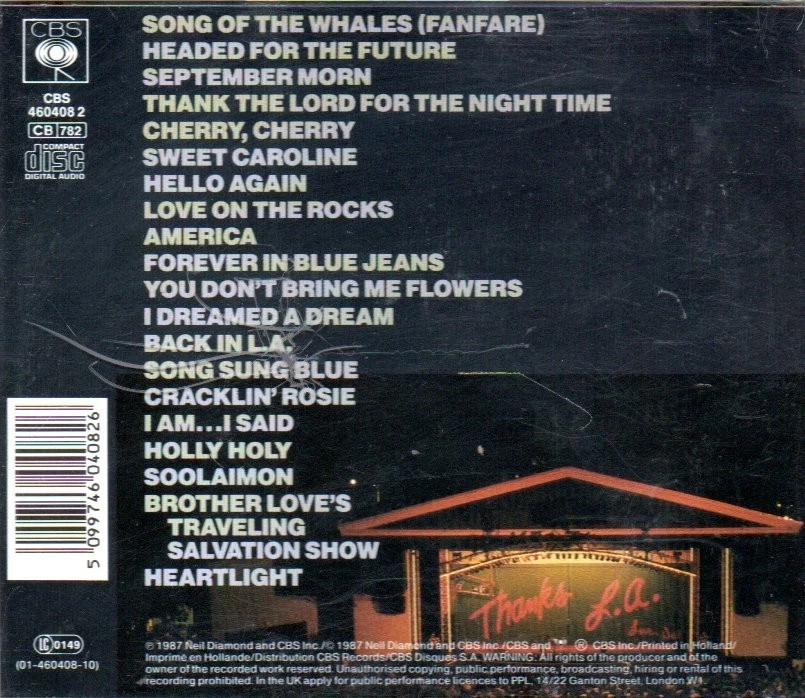 CBS
CBS
460408 2
CB 782
COMPACT
disc
DIGITAL AUDIO
SONG OF THE WHALES (FANFARE)
HEADED FOR THE FUTURE
SEPTEMBER MORN
THANK THE LORD FOR THE NIGHT TIME
CHERRY, CHERRY
SWEET CAROLINE
HELLO AGAIN
LOVE ON THE ROCKS
AMERICA
FOREVER IN BLUE JEANS
YOU DON'T BRING ME FLOWERS
I DREAMED A DREAM
BACK IN L.A.
SONG SUNG BLUE
CRACKLIN' ROSIE
I AM...I SAID
HOLLY HOLY
SOOLAIMON
BROTHER LOVE'S
TRAVELING
SALVATION SHOW
HEARTLIGHT
5 099746 040826
Thanks L.A.
LC 0149
(01-460408-10)
℗ 1987 Neil Diamond and CBS Inc./© 1987 Neil Diamond and CBS Inc./CBS and ™ ® CBS Inc./Printed in Holland/
Imprimé en Hollande/Distribution CBS Records/CBS Disques S.A. WARNING: All rights of the producer and of the
owner of the recorded work reserved. Unauthorised copying, public performance, broadcasting, hiring or rental of this
recording prohibited. In the UK apply for public performance licences to PPL, 14/22 Ganton Street, London W1.